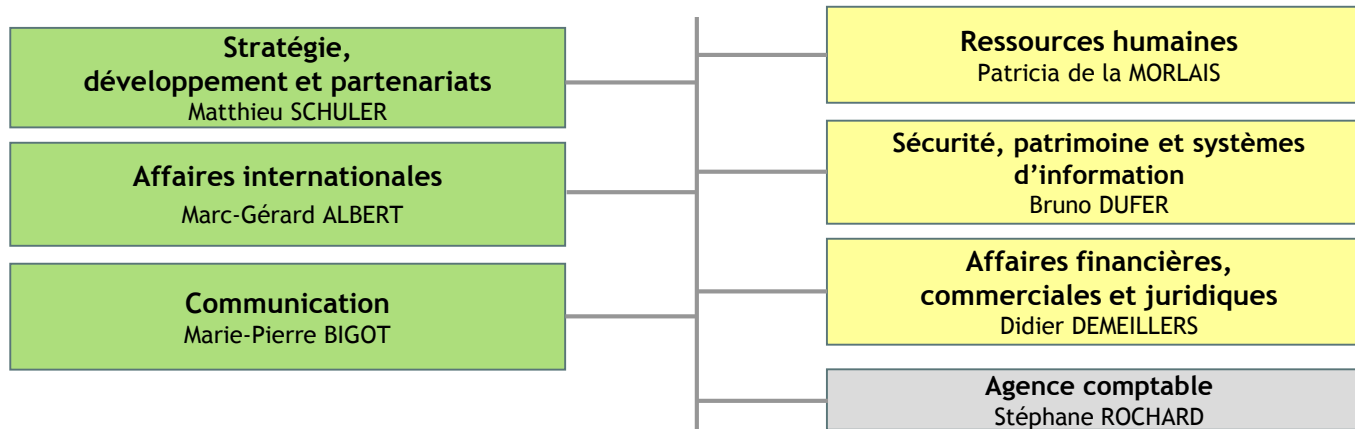 Stratégie,
développement et partenariats
Matthieu SCHULER
Affaires internationales
Marc-Gérard ALBERT
Communication
Marie-Pierre BIGOT
Ressources humaines
Patricia de la MORLAIS
Sécurité, patrimoine et systèmes
d’information
Bruno DUFER
Affaires financières,
commerciales et juridiques
Didier DEMEILLERS
Agence comptable
Stéphane ROCHARD